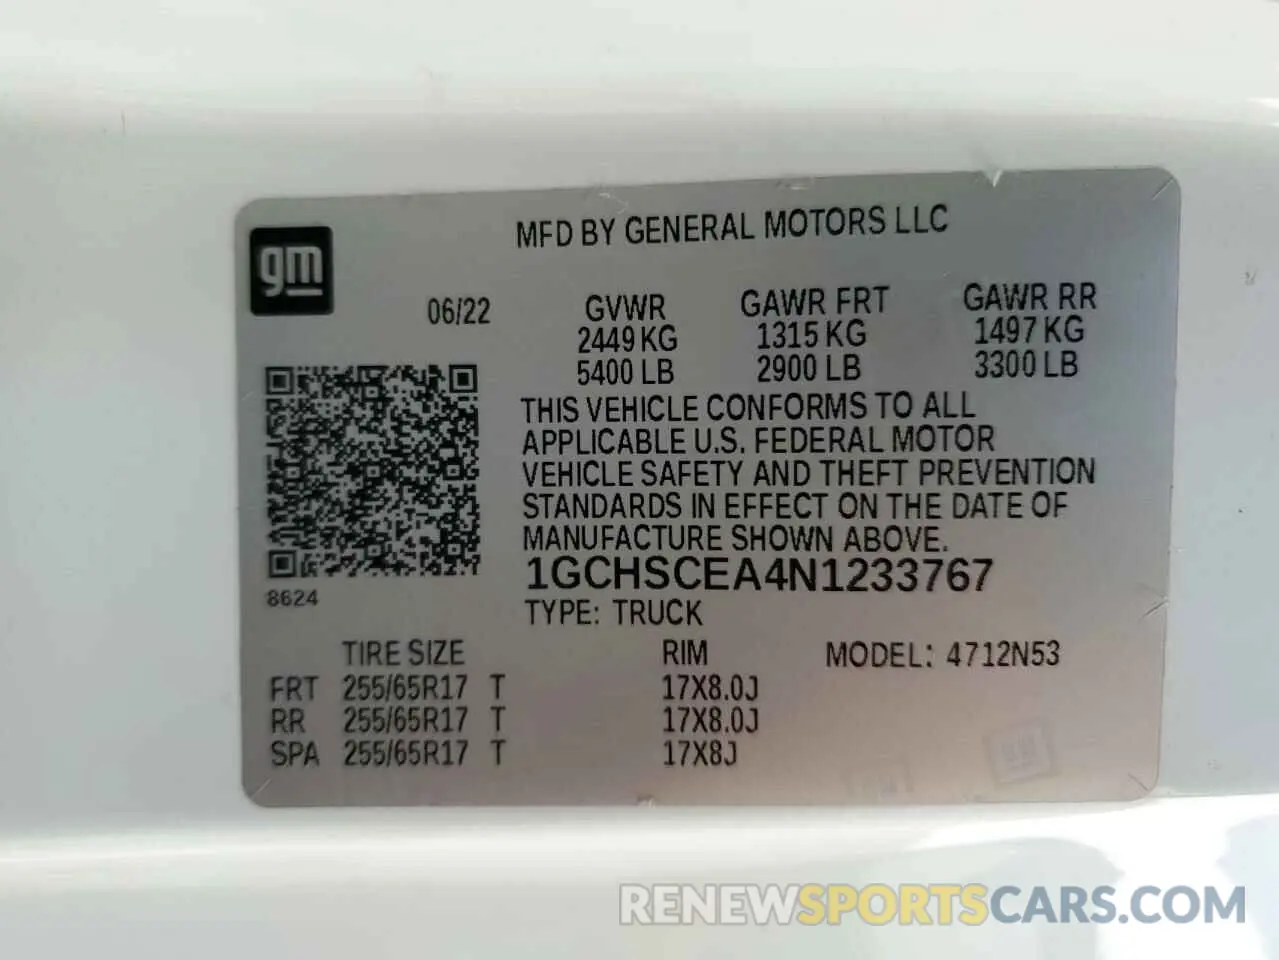 gm
MFD BY GENERAL MOTORS LLC
06/22 GVWR GAWR FRT GAWR RR
2449 KG 1315 KG 1497 KG
5400 LB 2900 LB 3300 LB
THIS VEHICLE CONFORMS TO ALL
APPLICABLE U.S. FEDERAL MOTOR
VEHICLE SAFETY AND THEFT PREVENTION
STANDARDS IN EFFECT ON THE DATE OF
MANUFACTURE SHOWN ABOVE.
1GCHSCEA4N1233767
8624
TYPE: TRUCK
TIRE SIZE RIM MODEL: 4712N53
FRT 255/65R17 T 17X8.0J
RR 255/65R17 T 17X8.0J
SPA 255/65R17 T 17X8J
RENEWSPORTSCARS.COM